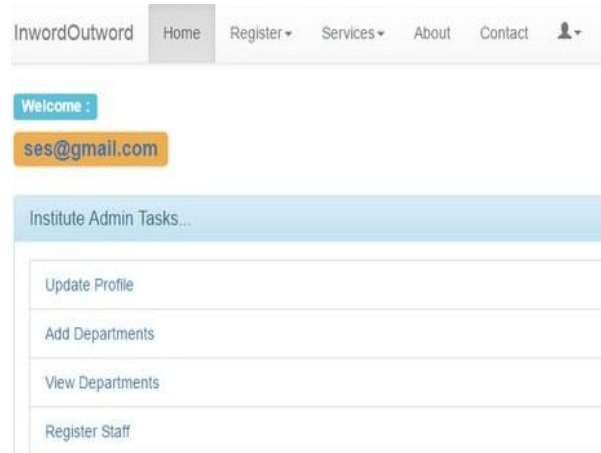 InwordOutword Home Register Services About Contact
Welcome :
ses@gmail.com
Institute Admin Tasks...
Update Profile
Add Departments
View Departments
Register Staff